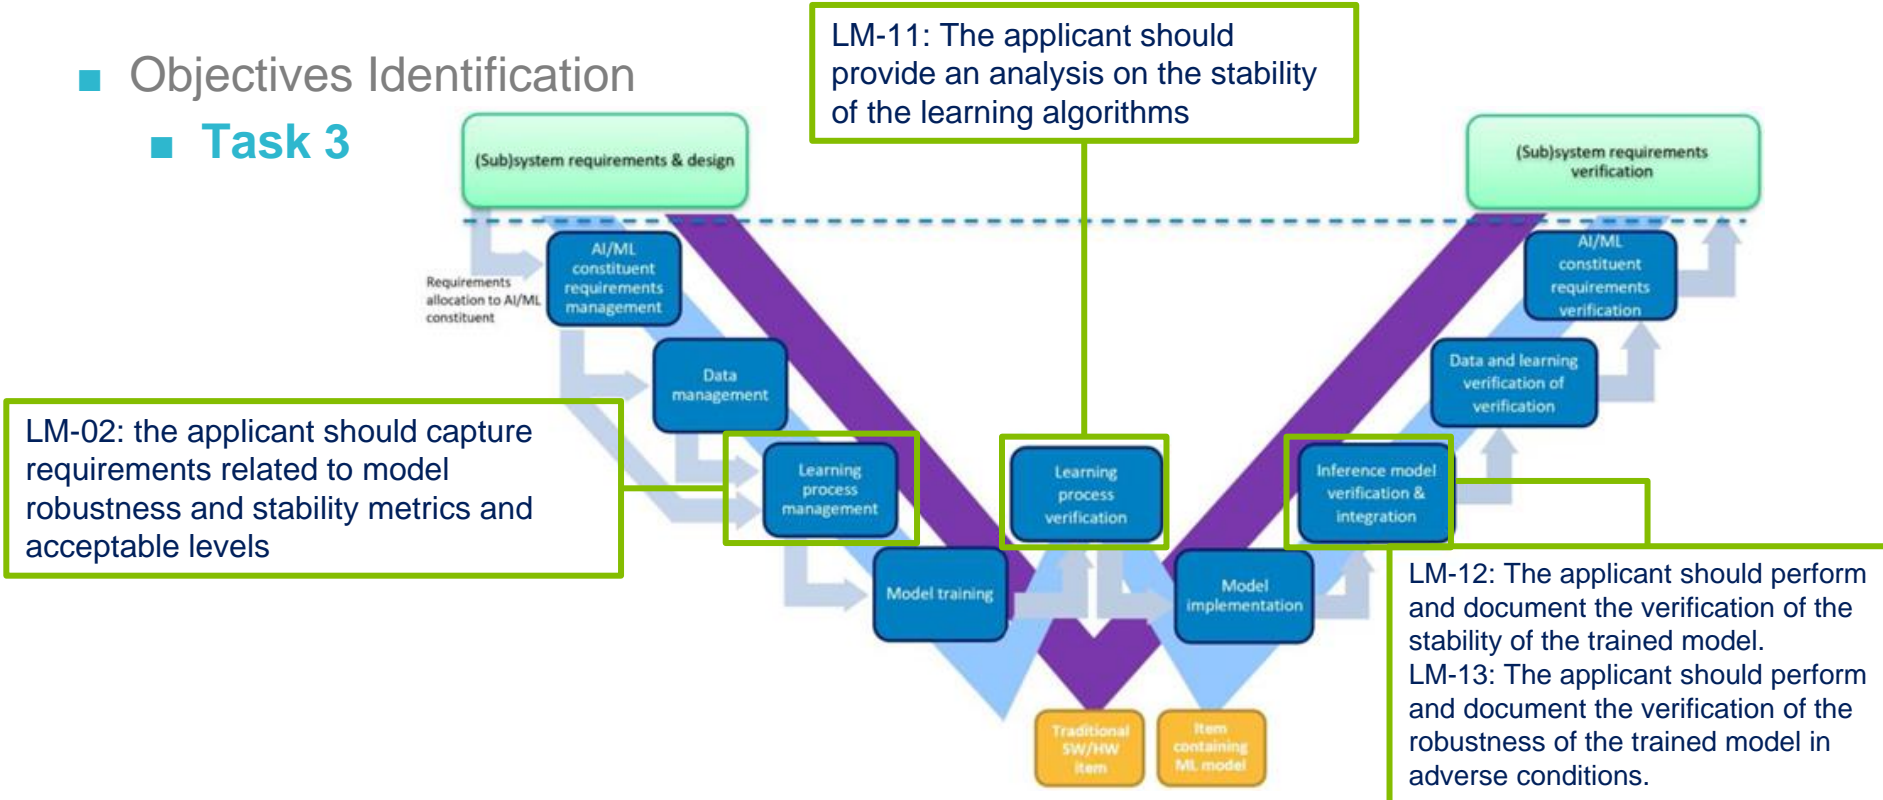 Objectives Identification
Task 3
LM-11: The applicant should
provide an analysis on the stability
of the learning algorithms
(Sub)system requirements & design
(Sub)system requirements
verification
AI/ML
constituent
requirements
management
Requirements
allocation to AI/ML
constituent
AI/ML
constituent
requirements
verification
Data
management
Data and learning
verification of
verification
LM-02: the applicant should capture
requirements related to model
robustness and stability metrics and
acceptable levels
Learning
process
management
Learning
process
verification
Inference model
verification &
integration
Model training
Model
implementation
LM-12: The applicant should perform
and document the verification of the
stability of the trained model.
LM-13: The applicant should perform
and document the verification of the
robustness of the trained model in
adverse conditions.
Traditional
SW/HW
item
Item
containing
ML model